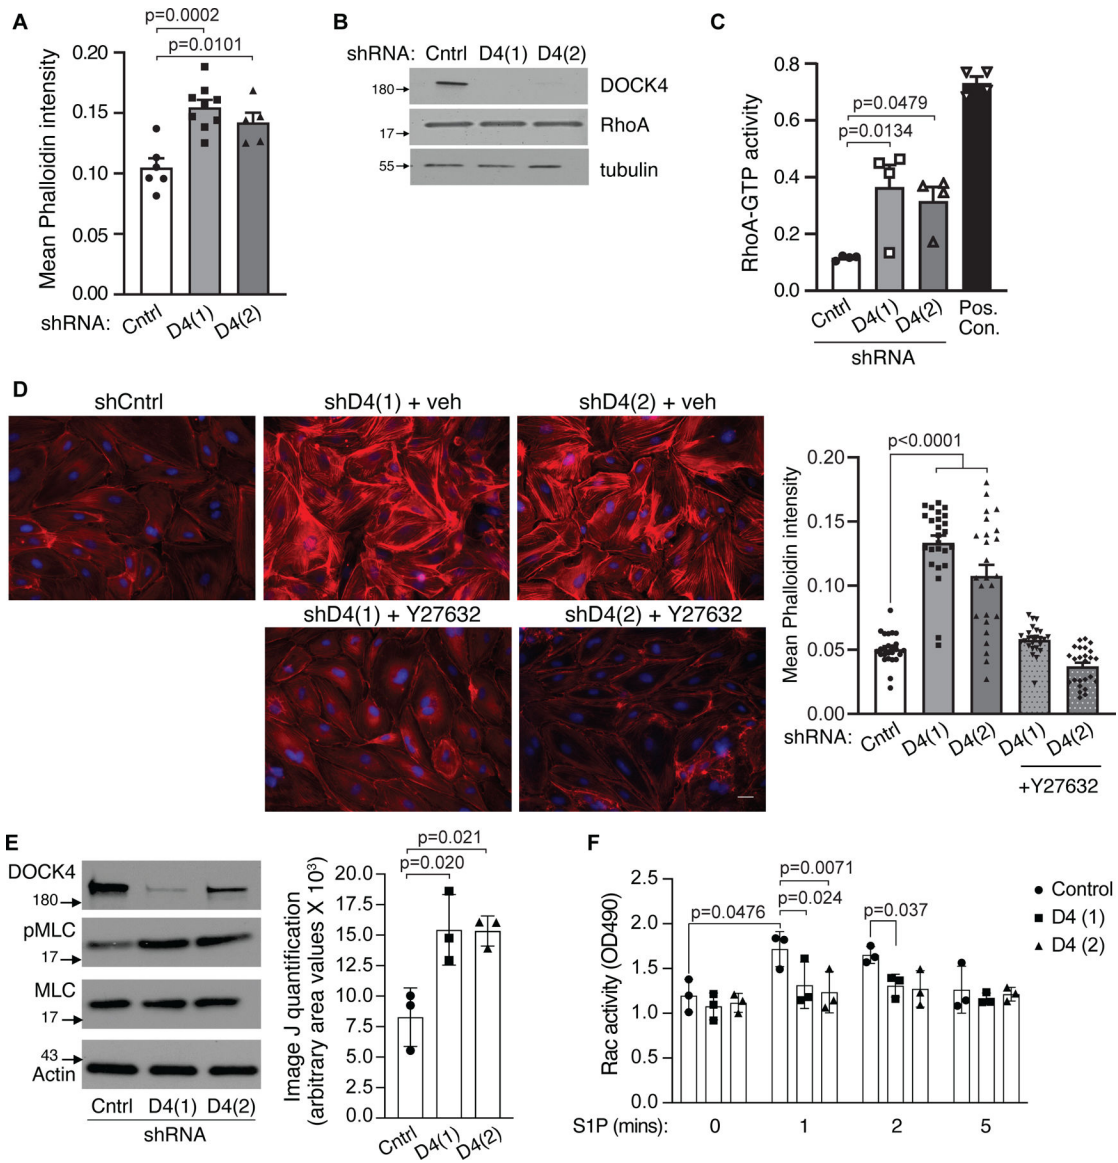 A
p=0.0002
p=0.0101
Mean Phalloidin intensity
0.20
0.15
0.10
0.05
0.00
shRNA:
Cntrl
D4(1)
D4(2)
B
shRNA: Cntrl D4(1) D4(2)
180
DOCK4
17
RhoA
55
tubulin
C
RhoA-GTP activity
0.8
0.6
0.4
0.2
0.0
p=0.0479
p=0.0134
Cntrl
D4(1)
D4(2)
Pos.
Con.
shRNA
D
shCntrl
shD4(1) + veh
shD4(2) + veh
shD4(1) + Y27632
shD4(2) + Y27632
Mean Phalloidin intensity
p<0.0001
0.20
0.15
0.10
0.05
0.00
shRNA:
Cntrl
D4(1)
D4(2)
D4(1)
D4(2)
+Y27632
E
DOCK4
180
pMLC
17
MLC
17
43
Actin
Cntrl D4(1) D4(2)
shRNA
Image J quantification
(arbitrary area values X 10³)
p=0.021
p=0.020
20.0
17.5
15.0
12.5
10.0
7.5
5.0
2.5
0.0
Cntrl
D4(1)
D4(2)
F
Rac activity (OD490)
2.5
2.0
1.5
1.0
0.5
0.0
p=0.0476
p=0.0071
p=0.024
p=0.037
Control
D4 (1)
D4 (2)
S1P (mins): 0 1 2 5